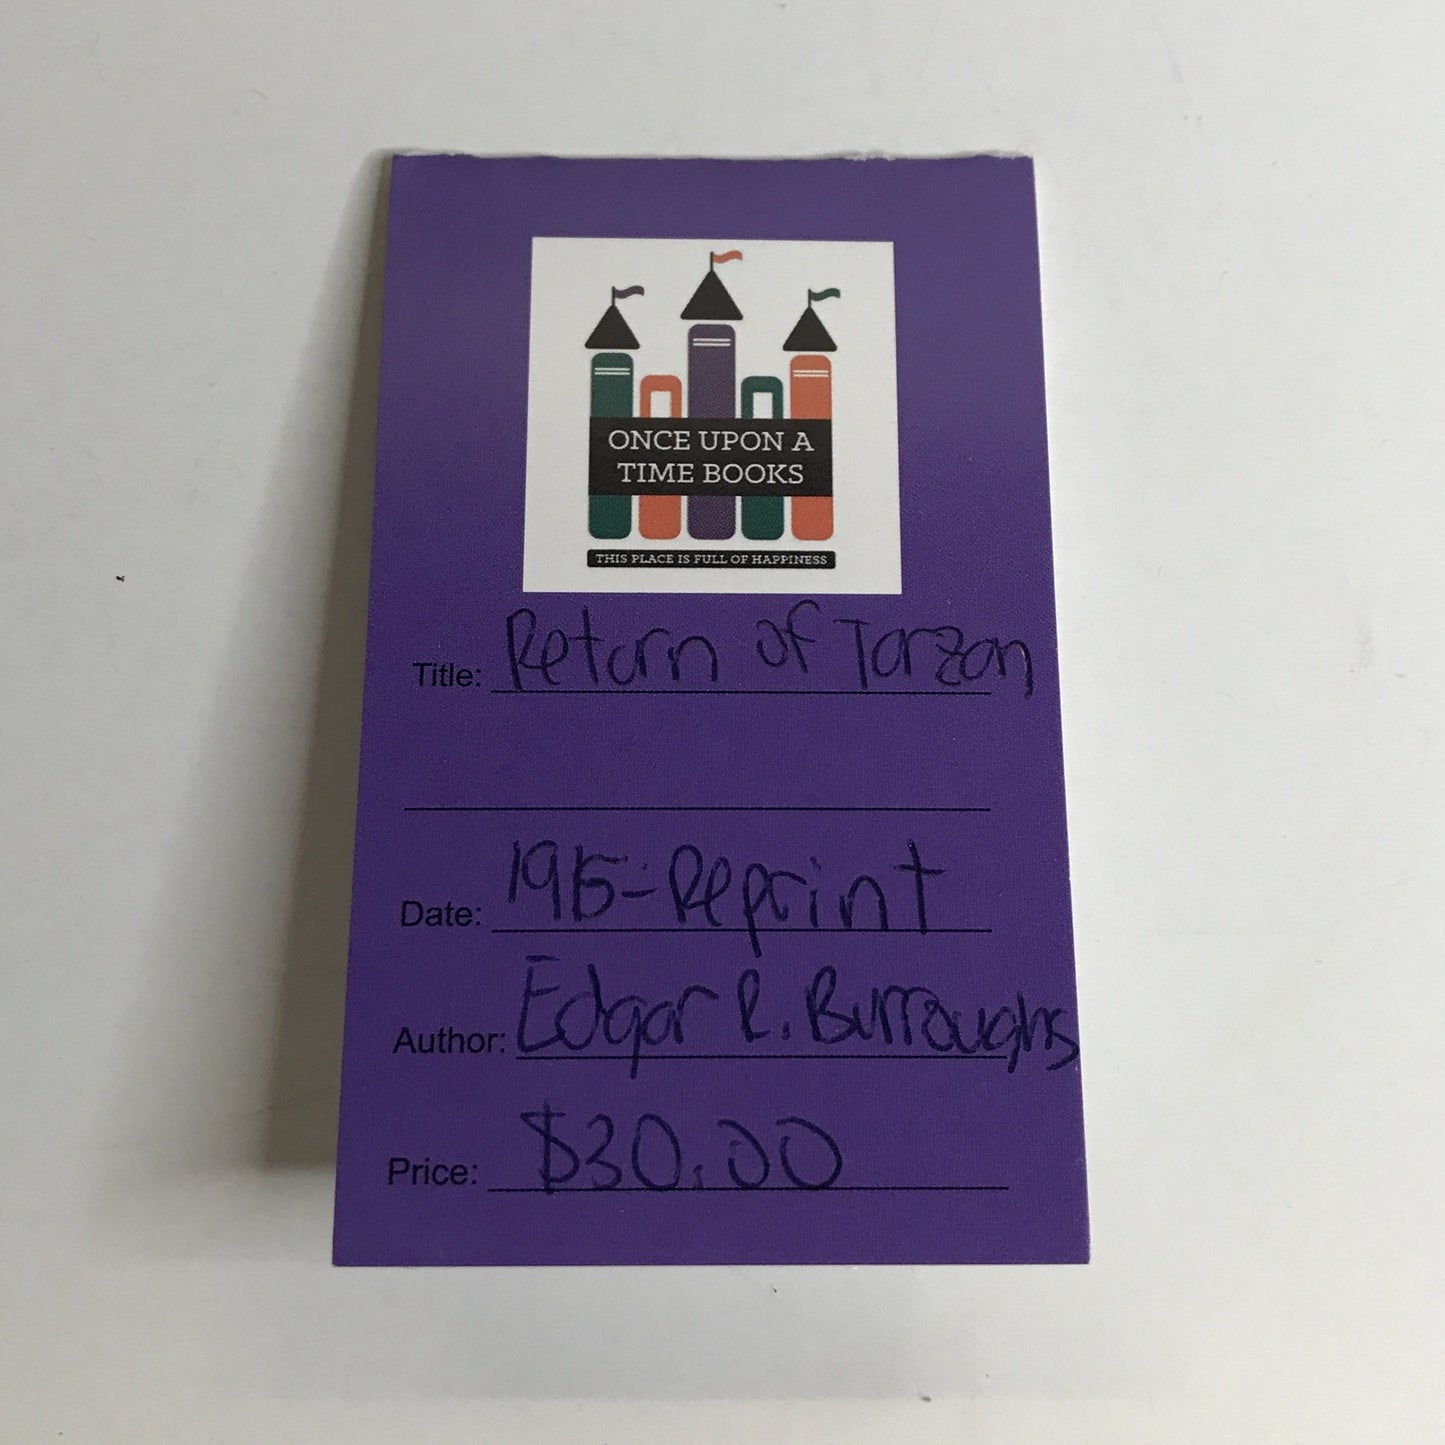 ONCE UPON A
TIME BOOKS
THIS PLACE IS FULL OF HAPPINESS
Title: Return of Tarzan
Date: 1915-Reprint
Author: Edgar R. Burroughs
Price: $30.00